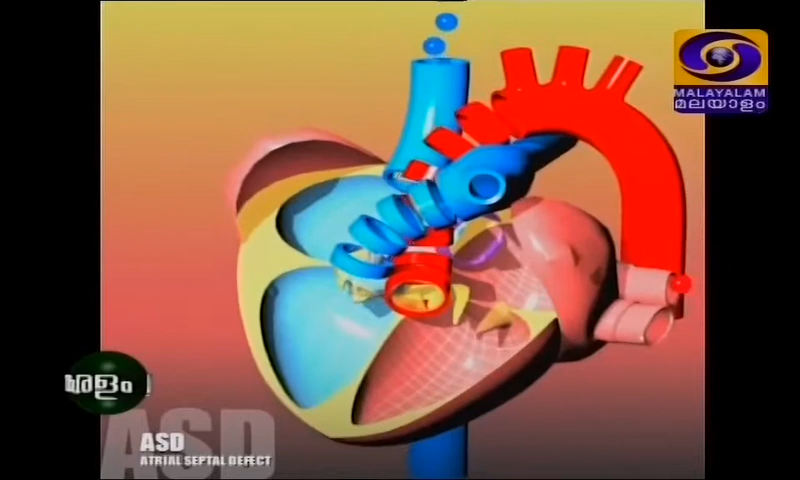 MALAYALAM
മലയാളം
ASD
ASD
ATRIAL SEPTAL DEFECT